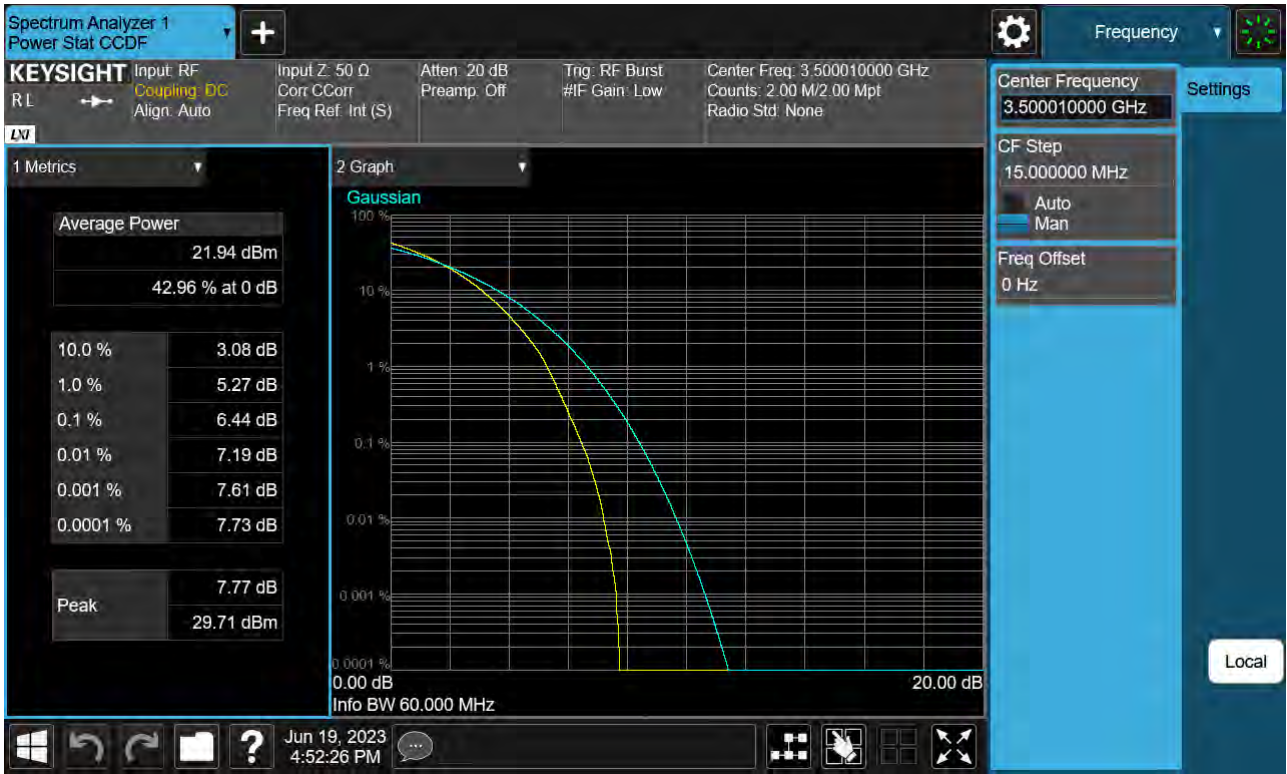 Spectrum Analyzer 1
Power Stat CCDF
+
Frequency
KEYSIGHT
Input: RF
Coupling: DC
Align: Auto
R L
LXI
Input Z: 50 Ω
Corr CCorr
Freq Ref: Int (S)
Atten: 20 dB
Preamp: Off
Trig: RF Burst
#IF Gain: Low
Center Freq: 3.500010000 GHz
Counts: 2.00 M/2.00 Mpt
Radio Std: None
Center Frequency
3.500010000 GHz
Settings
CF Step
15.000000 MHz
Auto
Man
Freq Offset
0 Hz
1 Metrics
Average Power
21.94 dBm
42.96 % at 0 dB
10.0 % 3.08 dB
1.0 % 5.27 dB
0.1 % 6.44 dB
0.01 % 7.19 dB
0.001 % 7.61 dB
0.0001 % 7.73 dB
Peak
7.77 dB
29.71 dBm
2 Graph
Gaussian
100 %
10 %
1 %
0.1 %
0.01 %
0.001 %
0.0001 %
0.00 dB 20.00 dB
Info BW 60.000 MHz
Local
?
Jun 19, 2023
4:52:26 PM